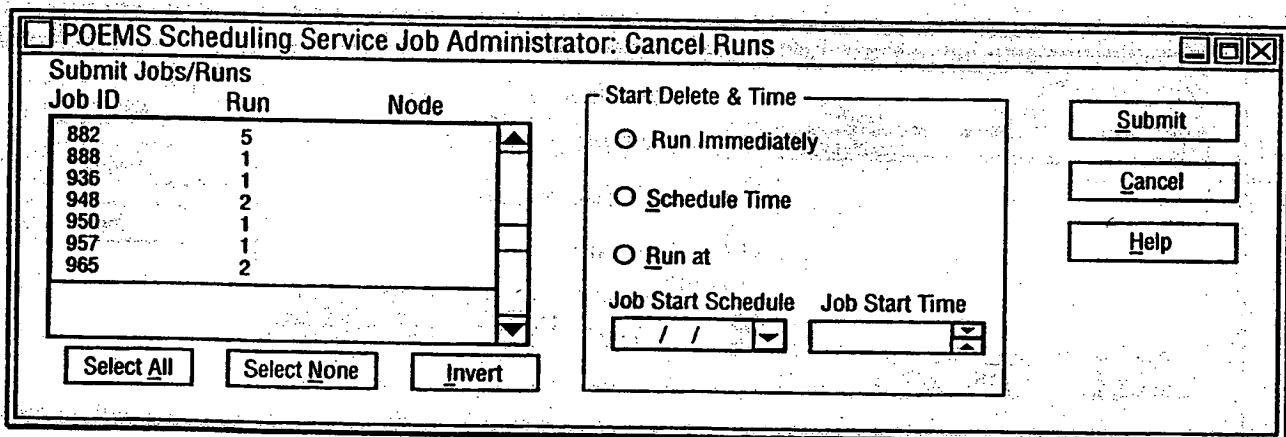 POEMS Scheduling Service Job Administrator: Cancel Runs
Submit Jobs/Runs
Job ID Run Node
882 5
888 1
936 1
948 2
950 1
957 1
965 2
Select All Select None Invert
Start Delete & Time
Run Immediately
Schedule Time
Run at
Job Start Schedule Job Start Time
/ /
Submit
Cancel
Help